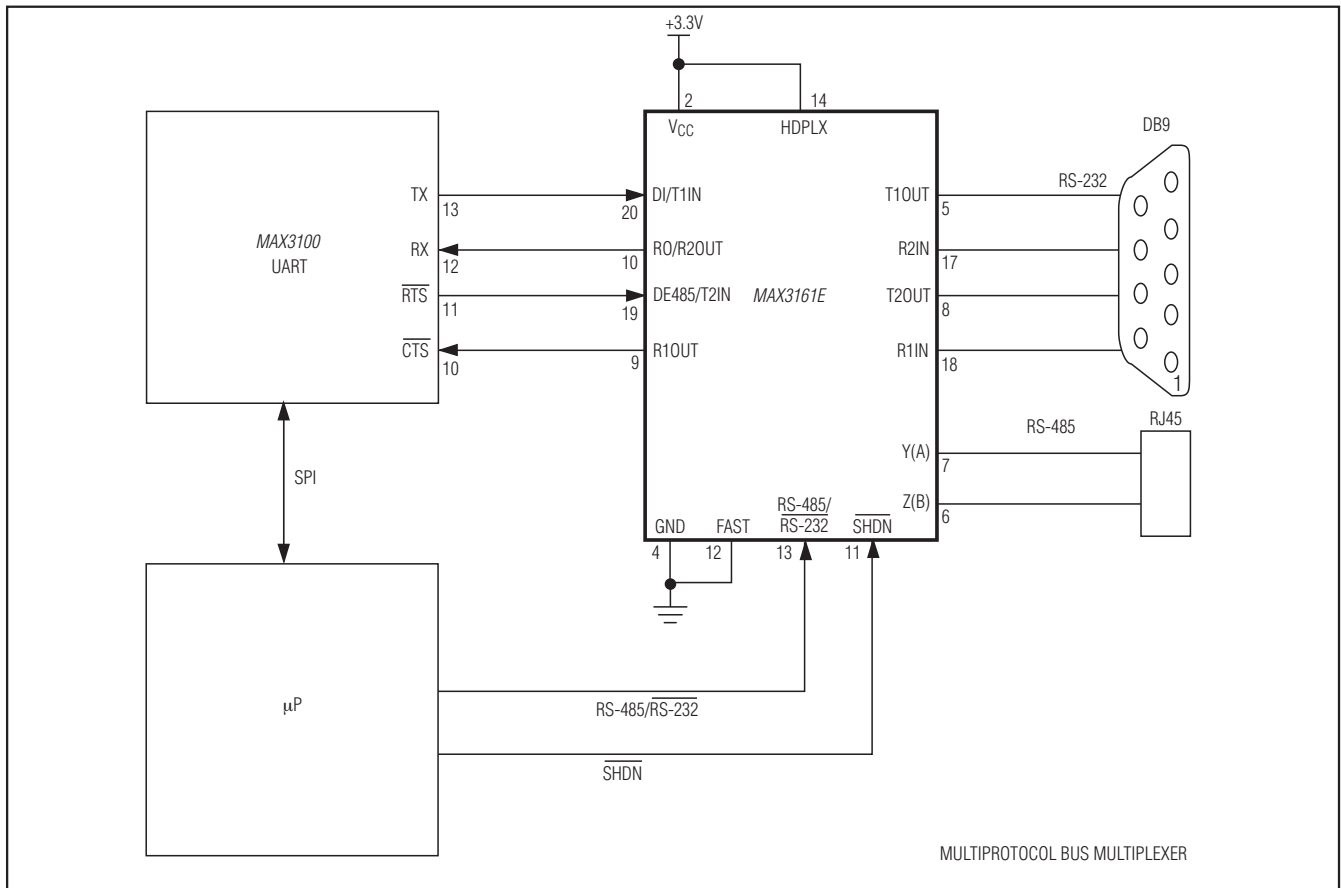 +3.3V
2
14
VCC
HDPLX
DB9
TX
13
DI/T1IN
20
T1OUT
5
RS-232
MAX3100
UART
RX
12
RO/R2OUT
10
R2IN
17
RTS
11
DE485/T2IN
19
MAX3161E
T2OUT
8
CTS
10
R1OUT
9
R1IN
18
1
RJ45
RS-485
Y(A)
7
Z(B)
6
SPI
GND
FAST
RS-485/
RS-232
SHDN
4
12
13
11
µP
RS-485/RS-232
SHDN
MULTIPROTOCOL BUS MULTIPLEXER